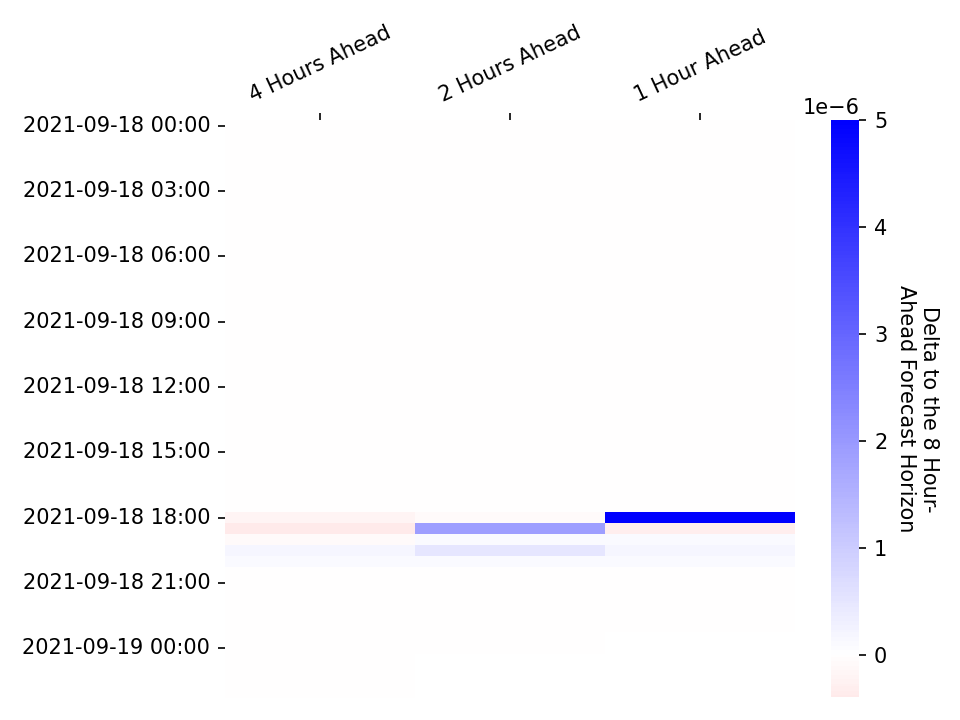 4 Hours Ahead
2 Hours Ahead
1 Hour Ahead
1e−6
2021-09-18 00:00
2021-09-18 03:00
2021-09-18 06:00
2021-09-18 09:00
2021-09-18 12:00
2021-09-18 15:00
2021-09-18 18:00
2021-09-18 21:00
2021-09-19 00:00
5
4
3
2
1
0
Delta to the 8 Hour-
Ahead Forecast Horizon